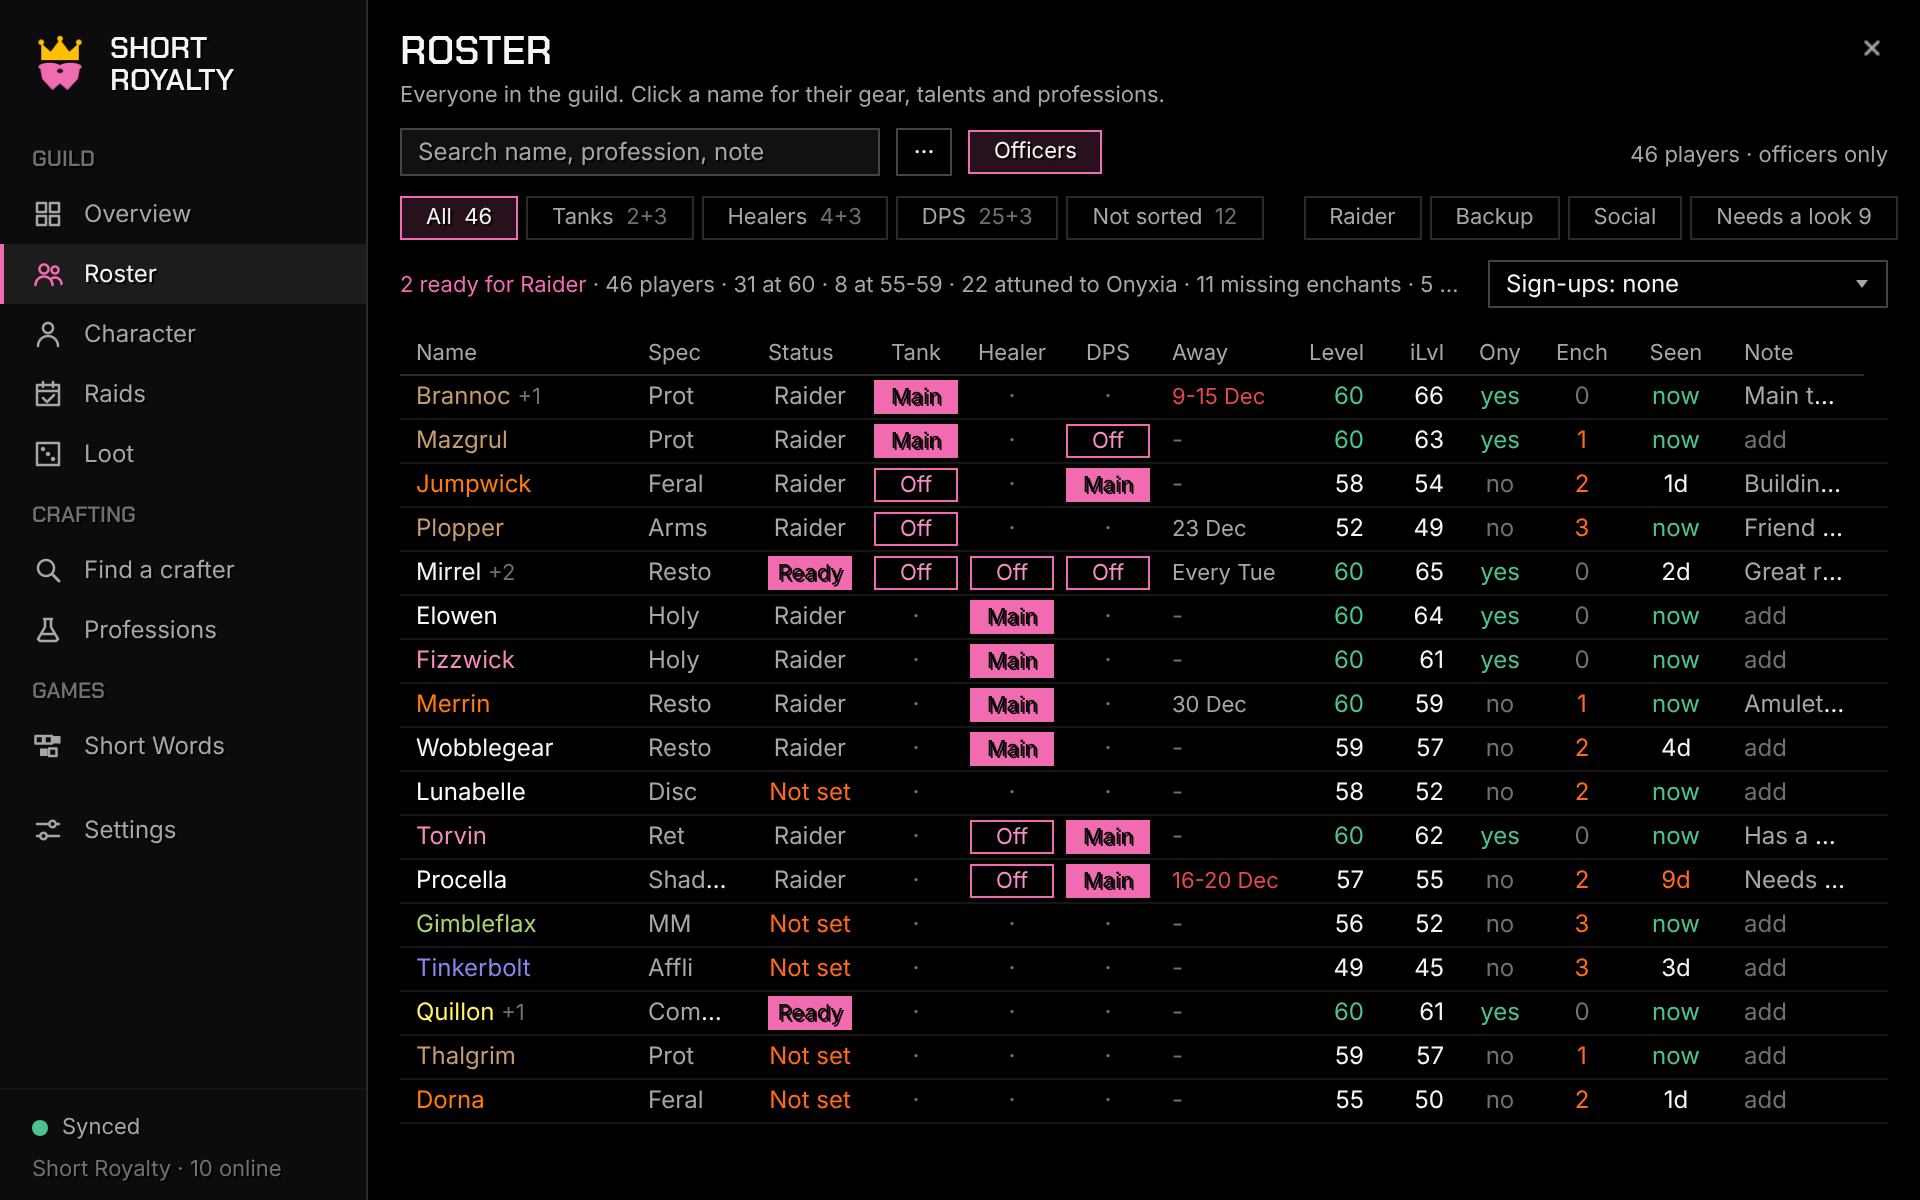 SHORT
ROYALTY
GUILD
Overview
Roster
Character
Raids
Loot
CRAFTING
Find a crafter
Professions
GAMES
Short Words
Settings
Synced
Short Royalty · 10 online
ROSTER
Everyone in the guild. Click a name for their gear, talents and professions.
Search name, profession, note ... Officers 46 players · officers only
All 46 Tanks 2+3 Healers 4+3 DPS 25+3 Not sorted 12 Raider Backup Social Needs a look 9
2 ready for Raider · 46 players · 31 at 60 · 8 at 55-59 · 22 attuned to Onyxia · 11 missing enchants · 5 ... Sign-ups: none
Name Spec Status Tank Healer DPS Away Level iLvl Ony Ench Seen Note
Brannoc +1 Prot Raider Main · · 9-15 Dec 60 66 yes 0 now Main t...
Mazgrul Prot Raider Main · Off - 60 63 yes 1 now add
Jumpwick Feral Raider Off · Main - 58 54 no 2 1d Buildin...
Plopper Arms Raider Off · · 23 Dec 52 49 no 3 now Friend ...
Mirrel +2 Resto Ready Off Off Off Every Tue 60 65 yes 0 2d Great r...
Elowen Holy Raider · Main · - 60 64 yes 0 now add
Fizzwick Holy Raider · Main · - 60 61 yes 0 now add
Merrin Resto Raider · Main · 30 Dec 60 59 no 1 now Amulet...
Wobblegear Resto Raider · Main · - 59 57 no 2 4d add
Lunabelle Disc Not set · · · - 58 52 no 2 now add
Torvin Ret Raider · Off Main - 60 62 yes 0 now Has a ...
Procella Shad... Raider · Off Main 16-20 Dec 57 55 no 2 9d Needs ...
Gimbleflax MM Not set · · · - 56 52 no 3 now add
Tinkerbolt Affli Not set · · · - 49 45 no 3 3d add
Quillon +1 Com... Ready · · · - 60 61 yes 0 now add
Thalgrim Prot Not set · · · - 59 57 no 1 now add
Dorna Feral Not set · · · - 55 50 no 2 1d add